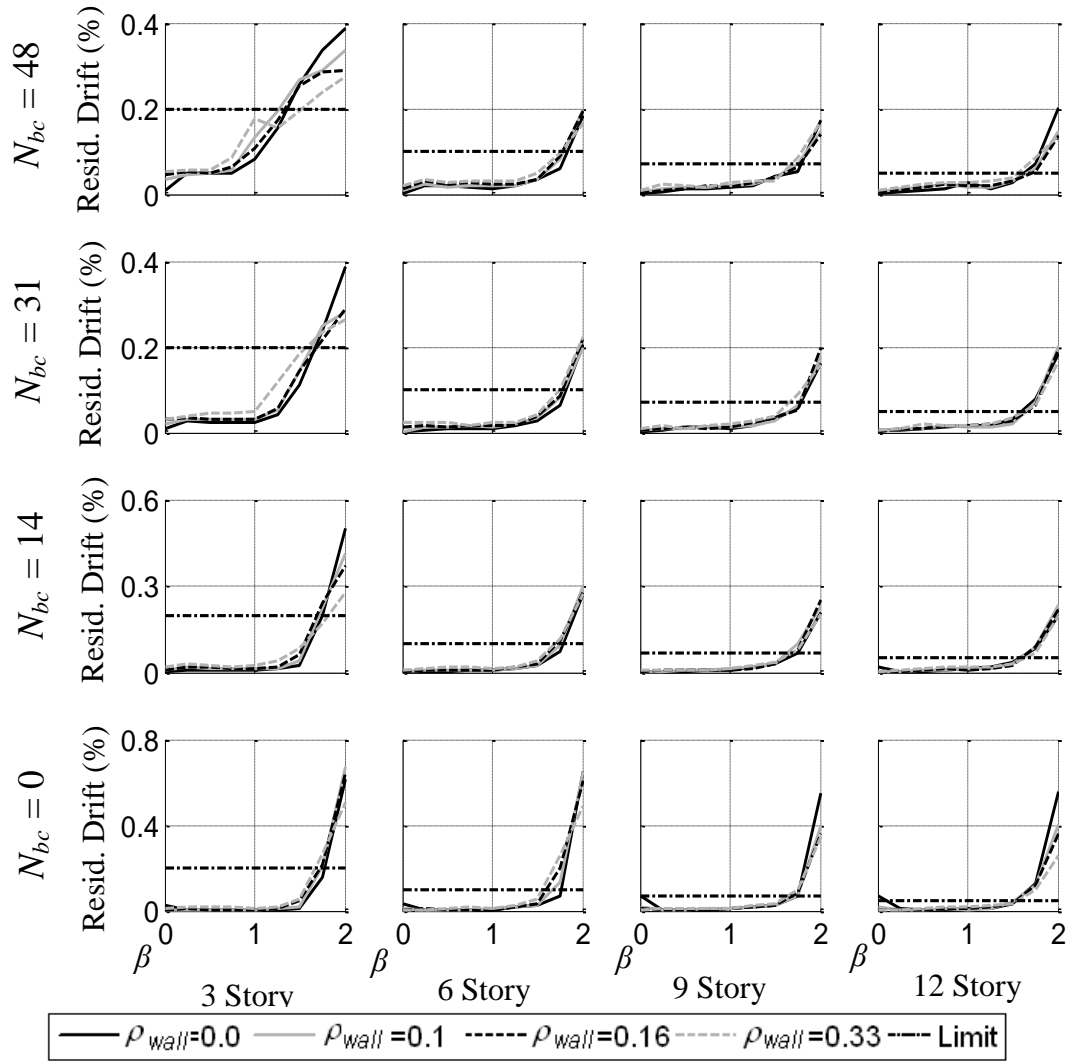 N_bc = 48
Resid. Drift (%)
0.4
0.2
0
N_bc = 31
Resid. Drift (%)
0.4
0.2
0
N_bc = 14
Resid. Drift (%)
0.6
0.3
0
N_bc = 0
Resid. Drift (%)
0.8
0.4
0
0 1 2
0 1 2
0 1 2
0 1 2
β β β β
3 Story 6 Story 9 Story 12 Story
ρ_wall=0.0 ρ_wall=0.1 ρ_wall=0.16 ρ_wall=0.33 Limit